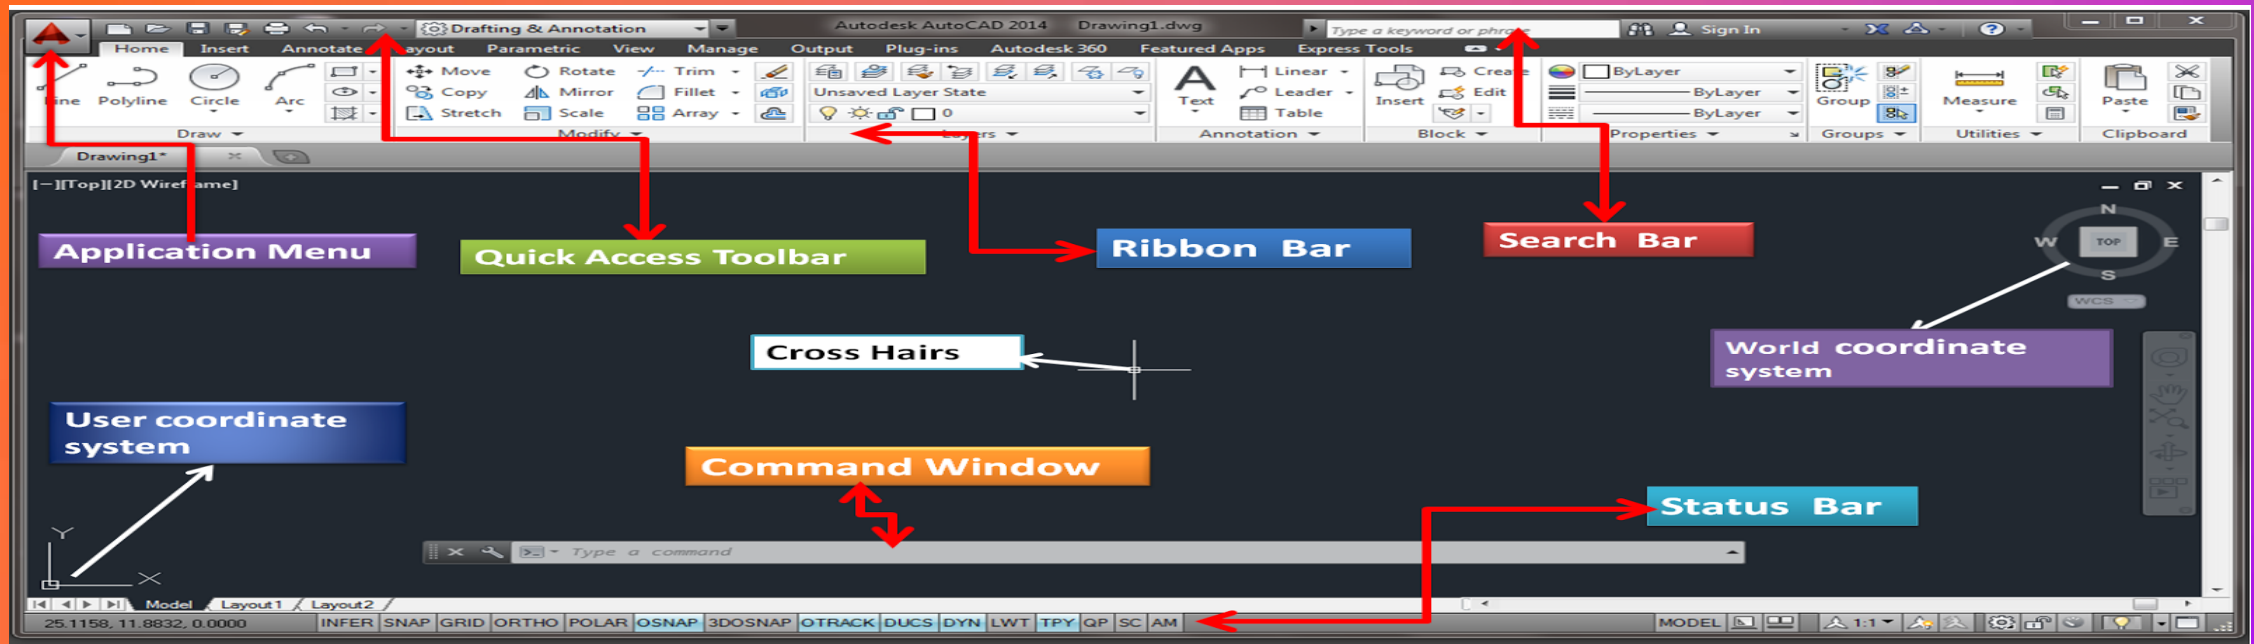 Drafting & Annotation
Autodesk AutoCAD 2014 Drawing1.dwg
Type a keyword or phrase
Sign In
Home Insert Annotate ayout Parametric View Manage Output Plug-ins Autodesk 360 Featured Apps Express Tools
ine Polyline Circle Arc
Draw
Move Rotate Trim
Copy Mirror Fillet
Stretch Scale Array
Modify
Unsaved Layer State
0
Layers
Text
Linear
Leader
Table
Annotation
Insert
Create
Edit
Block
ByLayer
ByLayer
ByLayer
Properties
Group
Groups
Measure
Utilities
Paste
Clipboard
Drawing1*
[−][Top][2D Wireframe]
N
W TOP E
S
WCS
Application Menu
Quick Access Toolbar
Ribbon Bar
Search Bar
Cross Hairs
World coordinate
system
User coordinate
system
Command Window
Status Bar
Y
X
Type a command
Model Layout1 Layout2
25.1158, 11.8832, 0.0000 INFER SNAP GRID ORTHO POLAR OSNAP 3DOSNAP OTRACK DUCS DYN LWT TPY QP SC AM MODEL 1:1